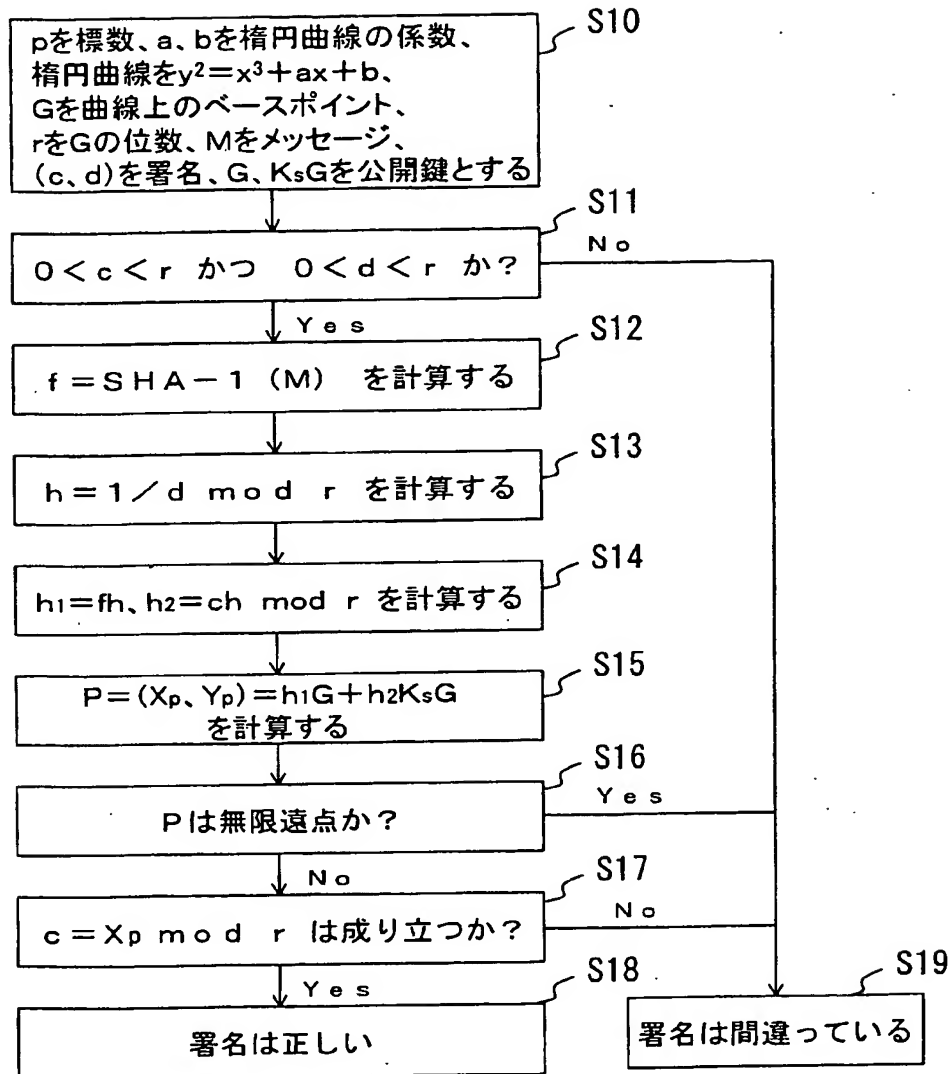 S10
pを標数、a、bを楕円曲線の係数、
楕円曲線をy²=x³+ax+b、
Gを曲線上のベースポイント、
rをGの位数、Mをメッセージ、
(c、d)を署名、G、KsGを公開鍵とする
S11
0<c<r かつ 0<d<r か?
No
Yes
S12
f=SHA-1(M) を計算する
S13
h=1/d mod r を計算する
S14
h1=fh、h2=ch mod r を計算する
S15
P=(Xp、Yp)=h1G+h2KsG
を計算する
S16
Pは無限遠点か?
Yes
No
S17
c=Xp mod r は成り立つか?
No
Yes
S18
署名は正しい
S19
署名は間違っている